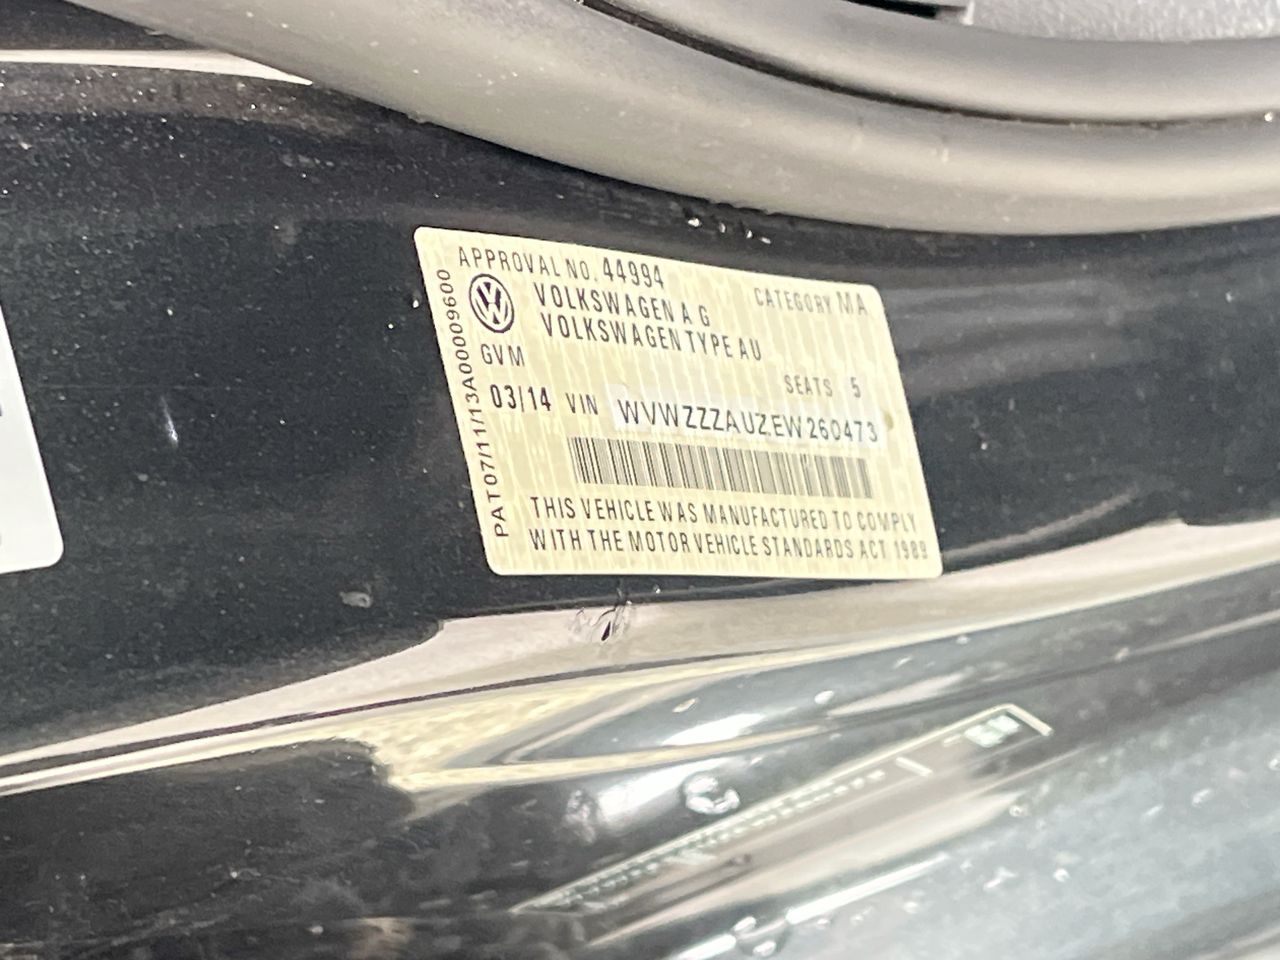 APPROVAL NO. 44994
CATEGORY MA
VOLKSWAGEN A G
VOLKSWAGEN TYPE AU
GVM
SEATS 5
03/14 VIN WVWZZZAUZEW260473
THIS VEHICLE WAS MANUFACTURED TO COMPLY
WITH THE MOTOR VEHICLE STANDARDS ACT 1989
PAT07/11/13A00009600